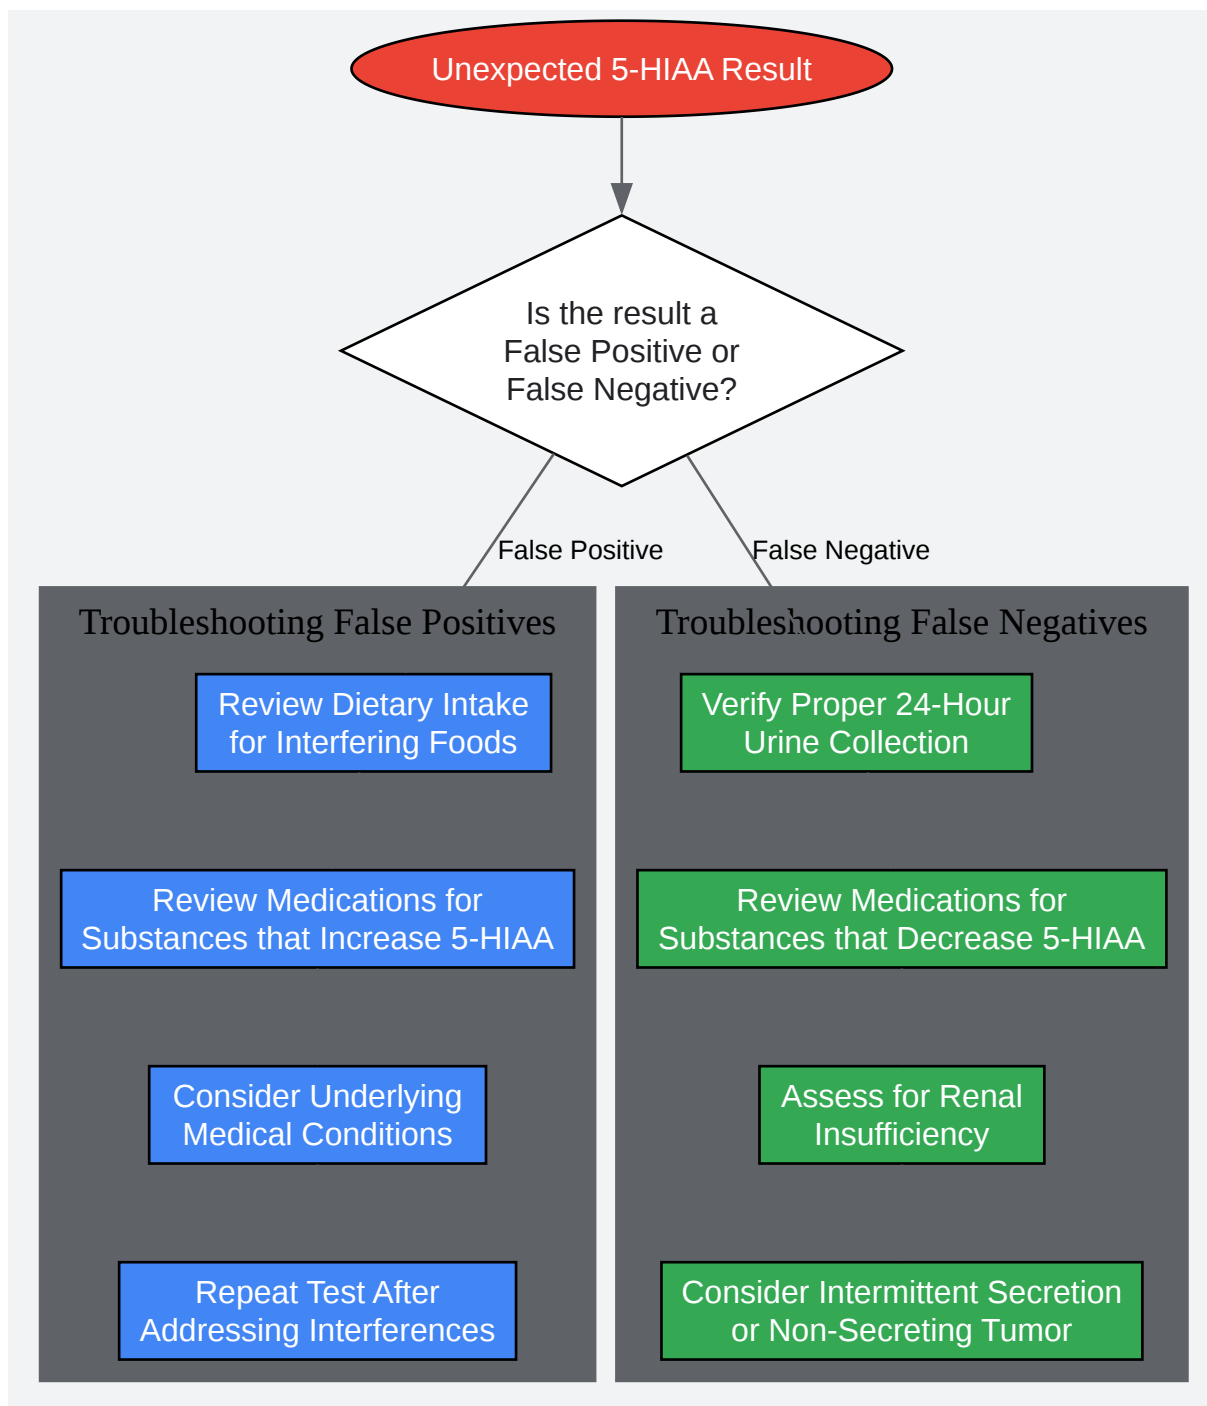 Unexpected 5-HIAA Result
Is the result a
False Positive or
False Negative?
False Positive
False Negative
Troubleshooting False Positives
Review Dietary Intake
for Interfering Foods
Review Medications for
Substances that Increase 5-HIAA
Consider Underlying
Medical Conditions
Repeat Test After
Addressing Interferences
Troubleshooting False Negatives
Verify Proper 24-Hour
Urine Collection
Review Medications for
Substances that Decrease 5-HIAA
Assess for Renal
Insufficiency
Consider Intermittent Secretion
or Non-Secreting Tumor